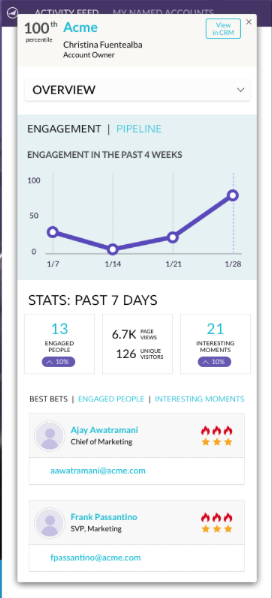 ACTIVITY FEED MY NAMED ACCOUNTS
100th
percentile
Acme
Christina Fuentealba
Account Owner
View
in CRM
OVERVIEW
ENGAGEMENT | PIPELINE
ENGAGEMENT IN THE PAST 4 WEEKS
100
50
0
1/7 1/14 1/21 1/28
STATS: PAST 7 DAYS
13
ENGAGED
PEOPLE
10%
6.7K PAGE
VIEWS
126 UNIQUE
VISITORS
21
INTERESTING
MOMENTS
10%
BEST BETS | ENGAGED PEOPLE | INTERESTING MOMENTS
Ajay Awatramani
Chief of Marketing
aawatramani@acme.com
Frank Passantino
SVP, Marketing
fpassantino@acme.com